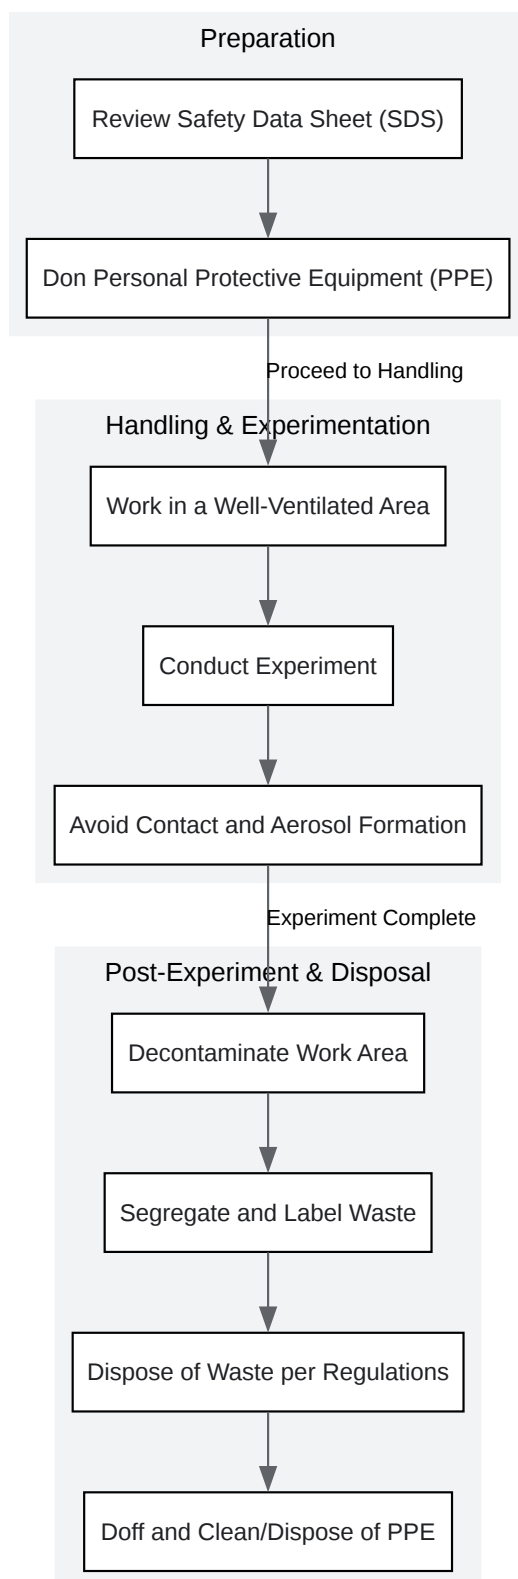 Preparation
Review Safety Data Sheet (SDS)
Don Personal Protective Equipment (PPE)
Proceed to Handling
Handling & Experimentation
Work in a Well-Ventilated Area
Conduct Experiment
Avoid Contact and Aerosol Formation
Experiment Complete
Post-Experiment & Disposal
Decontaminate Work Area
Segregate and Label Waste
Dispose of Waste per Regulations
Doff and Clean/Dispose of PPE